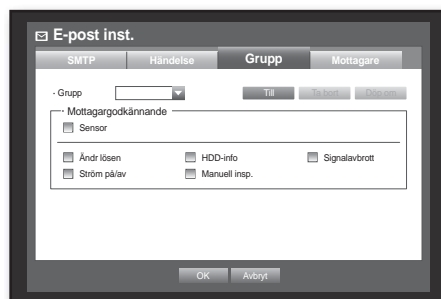 E-post inst.
SMTP Händelse Grupp Mottagare
· Grupp Till Ta bort Döp om
· Mottagargodkännande
Sensor
Ändr lösen HDD-info Signalavbrott
Ström på/av Manuell insp.
OK Avbryt